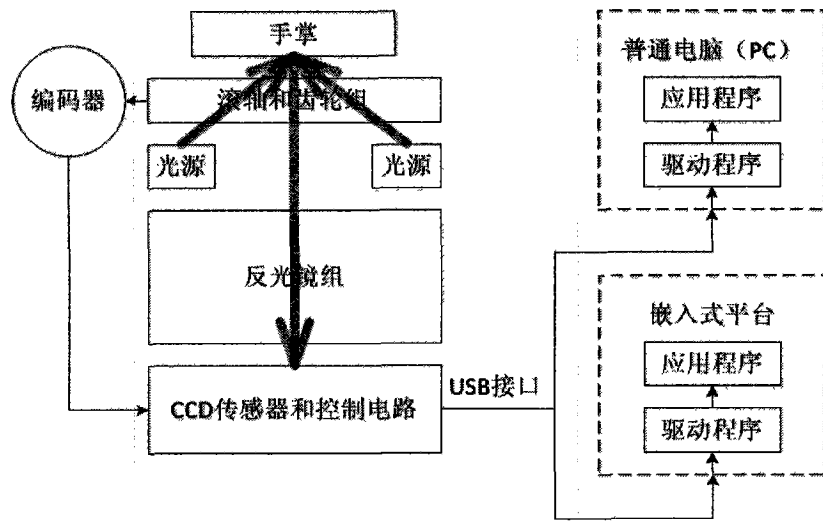 手掌
编码器
滚轴和齿轮组
光源
光源
反光镜组
CCD传感器和控制电路
USB接口
普通电脑（PC）
应用程序
驱动程序
嵌入式平台
应用程序
驱动程序